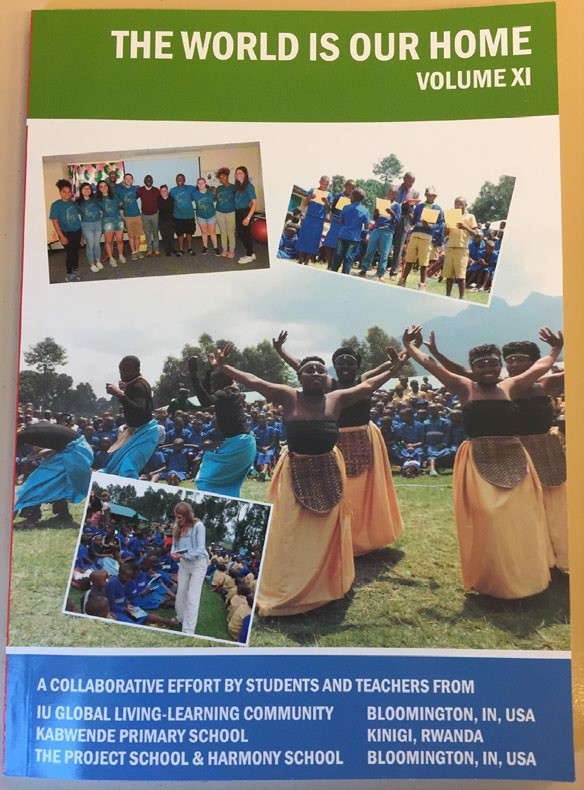 THE WORLD IS OUR HOME
VOLUME XI
A COLLABORATIVE EFFORT BY STUDENTS AND TEACHERS FROM
IU GLOBAL LIVING-LEARNING COMMUNITY BLOOMINGTON, IN, USA
KABWENDE PRIMARY SCHOOL KINIGI, RWANDA
THE PROJECT SCHOOL & HARMONY SCHOOL BLOOMINGTON, IN, USA